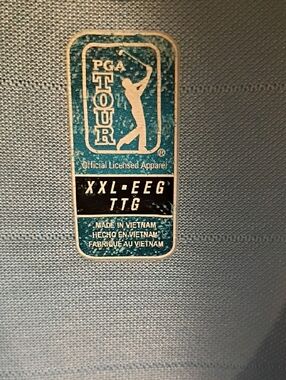 PGA
TOUR
®
Official Licensed Apparel
XXL▪EEG
TTG
MADE IN VIETNAM
HECHO EN VIETNAM
FABRIQUÉ AU VIETNAM